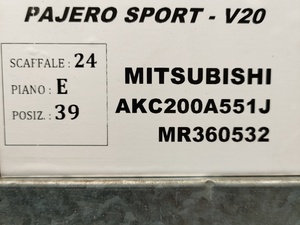 PAJERO SPORT - V20
SCAFFALE : 24
PIANO : E
POSIZ. : 39
MITSUBISHI
AKC200A551J
MR360532